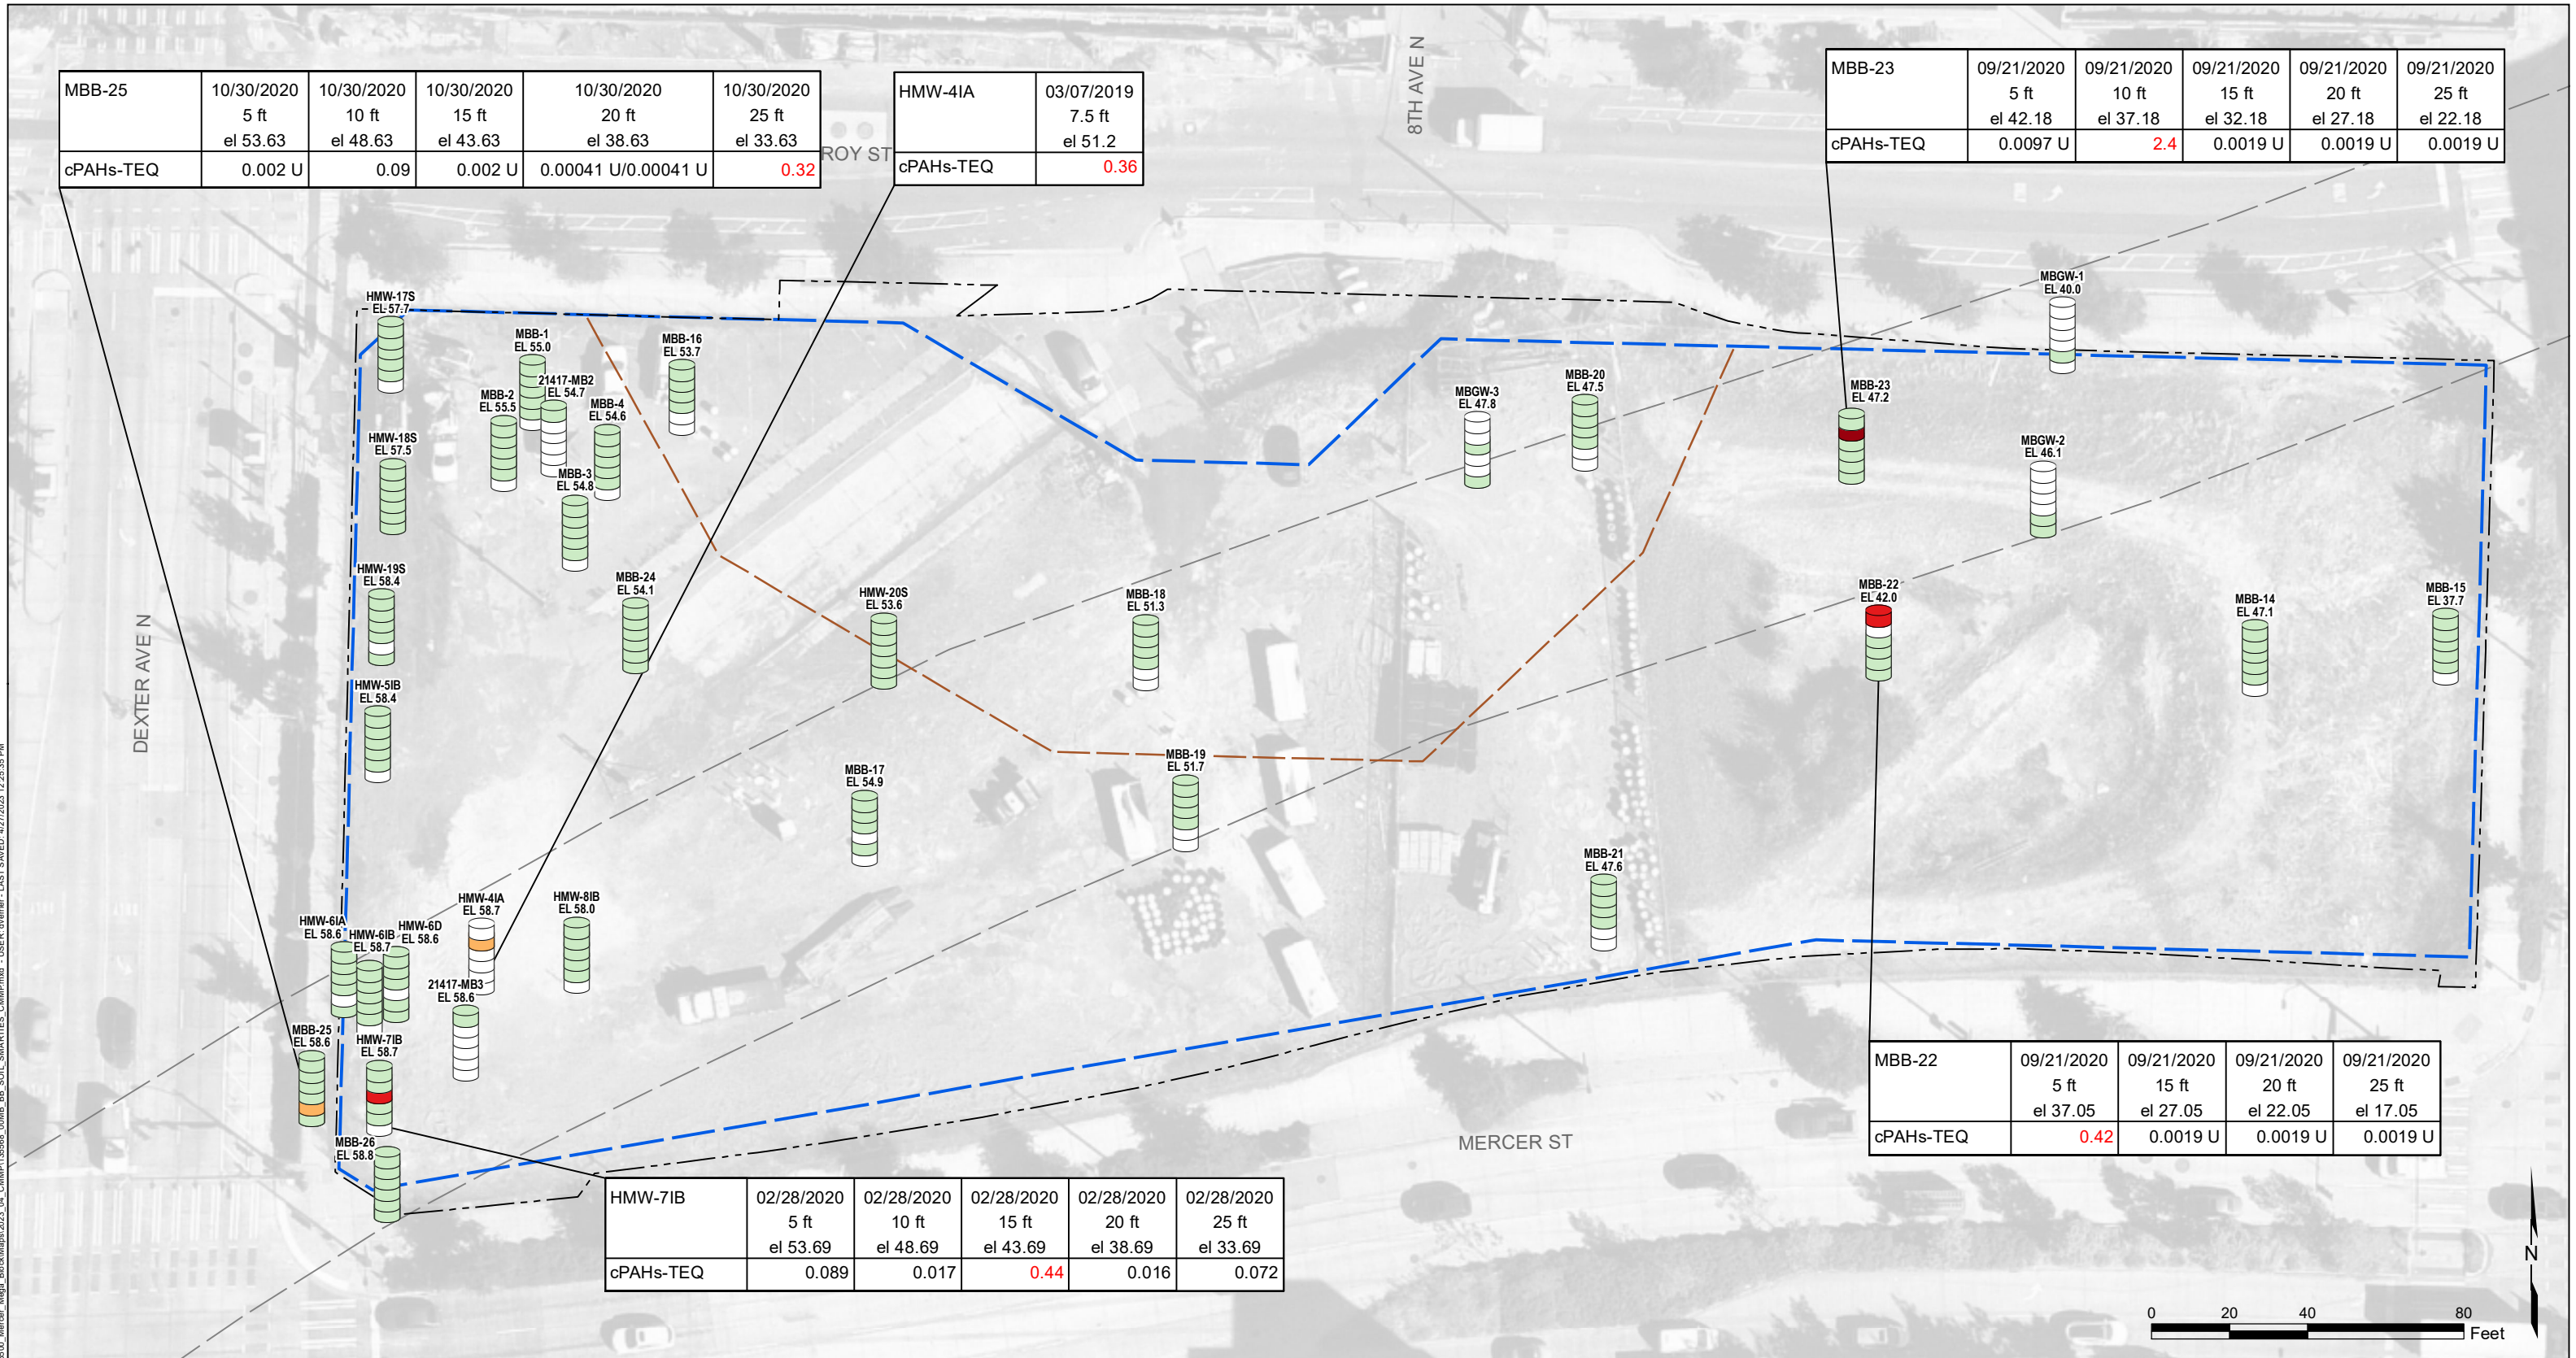 MBB-25 10/30/2020 10/30/2020 10/30/2020 10/30/2020 10/30/2020
5 ft 10 ft 15 ft 20 ft 25 ft
el 53.63 el 48.63 el 43.63 el 38.63 el 33.63
cPAHs-TEQ 0.002 U 0.09 0.002 U 0.00041 U/0.00041 U 0.32
HMW-4IA 03/07/2019
7.5 ft
el 51.2
cPAHs-TEQ 0.36
MBB-23 09/21/2020 09/21/2020 09/21/2020 09/21/2020 09/21/2020
5 ft 10 ft 15 ft 20 ft 25 ft
el 42.18 el 37.18 el 32.18 el 27.18 el 22.18
cPAHs-TEQ 0.0097 U 2.4 0.0019 U 0.0019 U 0.0019 U
ROY ST
8TH AVE N
DEXTER AVE N
MERCER ST
HMW-17S
EL 57.7
MBB-1
EL 55.0
MBB-16
EL 53.7
21417-MB2
EL 54.7
MBB-2
EL 55.5
MBB-4
EL 54.6
HMW-18S
EL 57.5
MBB-3
EL 54.8
MBGW-1
EL 40.0
MBB-20
EL 47.5
MBGW-3
EL 47.8
MBB-23
EL 47.2
MBGW-2
EL 46.1
HMW-19S
EL 58.4
MBB-24
EL 54.1
HMW-20S
EL 53.6
MBB-18
EL 51.3
MBB-22
EL 42.0
MBB-14
EL 47.1
MBB-15
EL 37.7
HMW-5IB
EL 58.4
MBB-17
EL 54.9
MBB-19
EL 51.7
MBB-21
EL 47.6
HMW-4IA
EL 58.7
HMW-8IB
EL 58.0
HMW-6IA
EL 58.6
HMW-6IB
EL 58.7
HMW-6D
EL 58.6
21417-MB3
EL 58.6
MBB-25
EL 58.6
HMW-7IB
EL 58.7
MBB-26
EL 58.8
HMW-7IB 02/28/2020 02/28/2020 02/28/2020 02/28/2020 02/28/2020
5 ft 10 ft 15 ft 20 ft 25 ft
el 53.69 el 48.69 el 43.69 el 38.69 el 33.69
cPAHs-TEQ 0.089 0.017 0.44 0.016 0.072
MBB-22 09/21/2020 09/21/2020 09/21/2020 09/21/2020
5 ft 15 ft 20 ft 25 ft
el 37.05 el 27.05 el 22.05 el 17.05
cPAHs-TEQ 0.42 0.0019 U 0.0019 U 0.0019 U
N
0 20 40 80
Feet